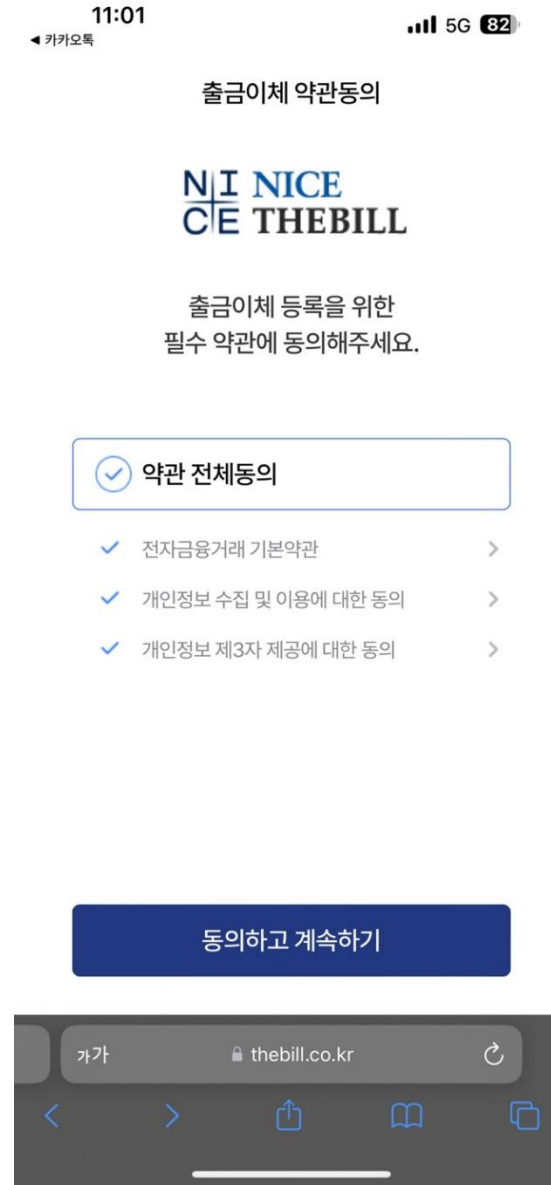 11:01
5G 82
◀ 카카오톡
출금이체 약관동의
NI
CE
NICE
THEBILL
출금이체 등록을 위한
필수 약관에 동의해주세요.
약관 전체동의
전자금융거래 기본약관
개인정보 수집 및 이용에 대한 동의
개인정보 제3자 제공에 대한 동의
동의하고 계속하기
가가 thebill.co.kr